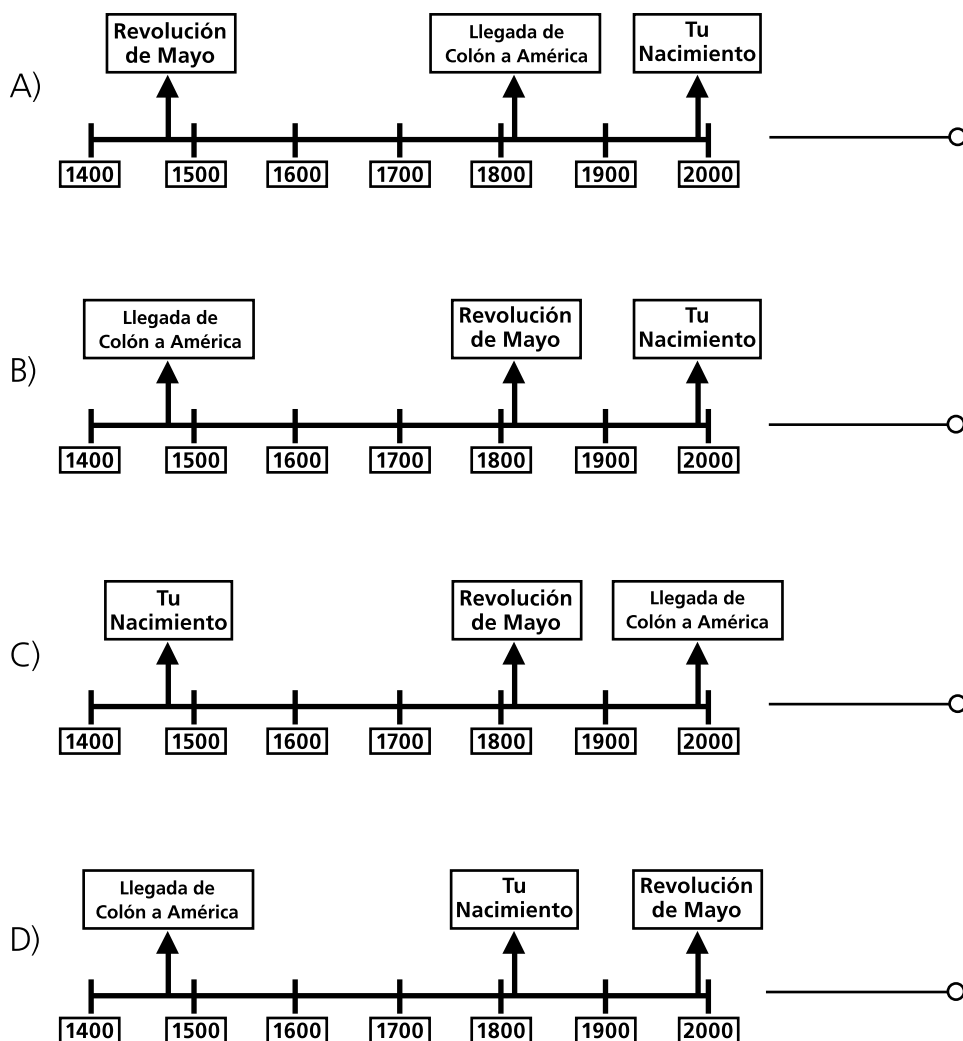 A)
Revolución
de Mayo
Llegada de
Colón a América
Tu
Nacimiento
1400 1500 1600 1700 1800 1900 2000
B)
Llegada de
Colón a América
Revolución
de Mayo
Tu
Nacimiento
1400 1500 1600 1700 1800 1900 2000
C)
Tu
Nacimiento
Revolución
de Mayo
Llegada de
Colón a América
1400 1500 1600 1700 1800 1900 2000
D)
Llegada de
Colón a América
Tu
Nacimiento
Revolución
de Mayo
1400 1500 1600 1700 1800 1900 2000